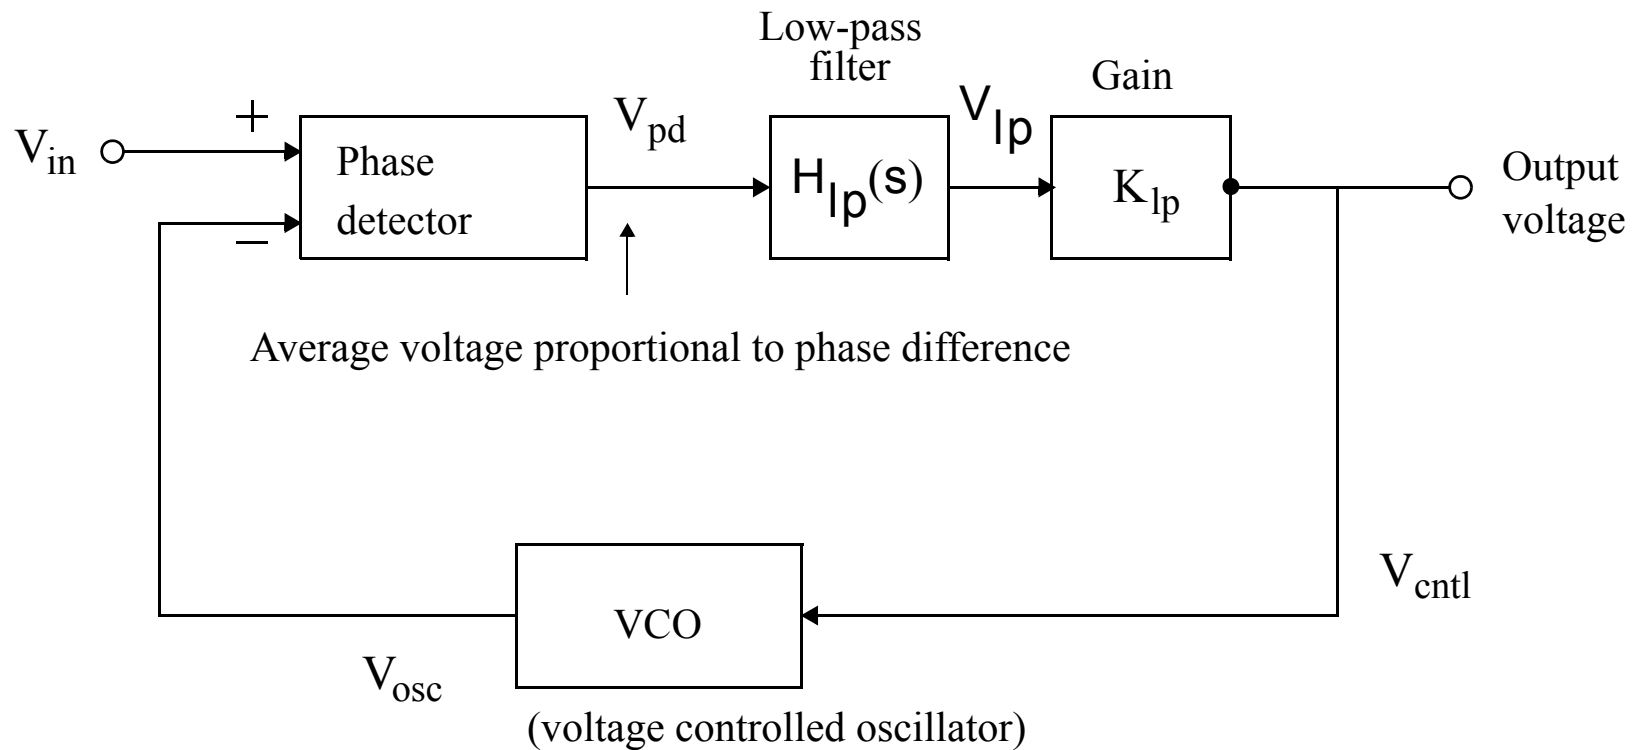 Low-pass
filter
Gain
+
V_in
Phase
detector
−
V_pd
H_lp(s)
V_lp
K_lp
Output
voltage
Average voltage proportional to phase difference
V_cntl
VCO
V_osc
(voltage controlled oscillator)